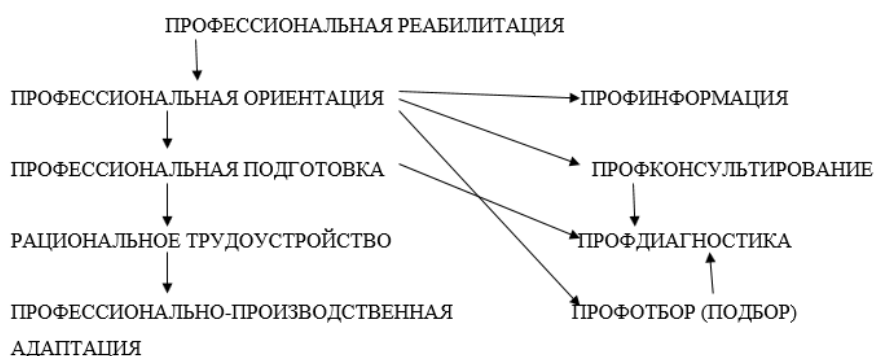 ПРОФЕССИОНАЛЬНАЯ РЕАБИЛИТАЦИЯ
ПРОФЕССИОНАЛЬНАЯ ОРИЕНТАЦИЯ
ПРОФИНФОРМАЦИЯ
ПРОФЕССИОНАЛЬНАЯ ПОДГОТОВКА
ПРОФКОНСУЛЬТИРОВАНИЕ
РАЦИОНАЛЬНОЕ ТРУДОУСТРОЙСТВО
ПРОФДИАГНОСТИКА
ПРОФЕССИОНАЛЬНО-ПРОИЗВОДСТВЕННАЯ
ПРОФОТБОР (ПОДБОР)
АДАПТАЦИЯ